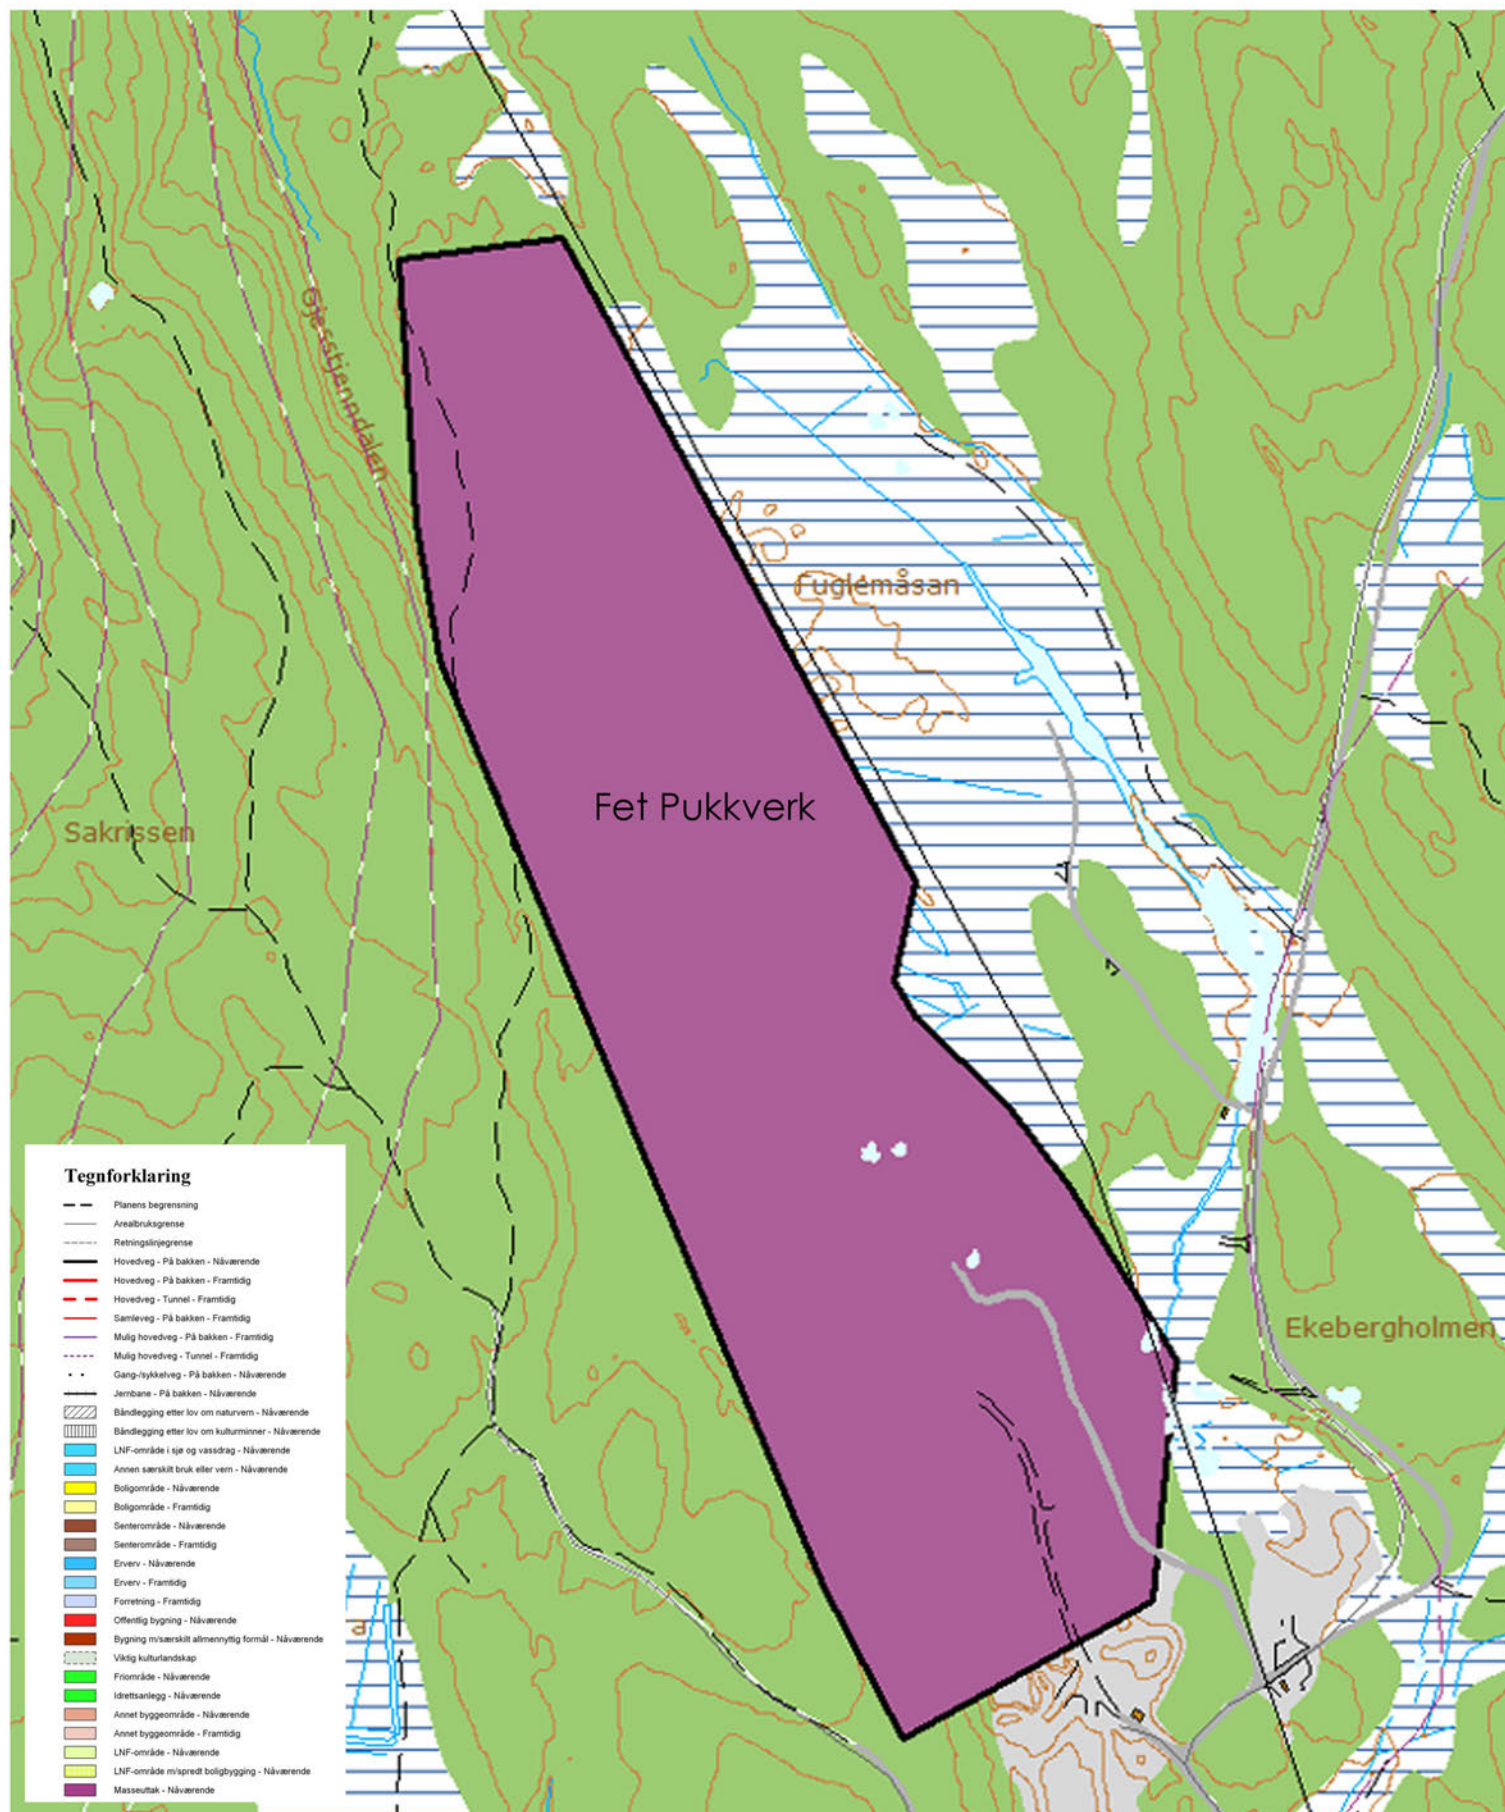 Gjesstjenndalen
Fuglemåsan
Fet Pukkverk
Sakrissen
Ekebergholmen
a
Tegnforklaring
Planens begrensning
Arealbruksgrense
Retningslinjegrense
Hovedveg - På bakken - Nåværende
Hovedveg - På bakken - Framtidig
Hovedveg - Tunnel - Framtidig
Samleveg - På bakken - Framtidig
Mulig hovedveg - På bakken - Framtidig
Mulig hovedveg - Tunnel - Framtidig
Gang-/sykkelveg - På bakken - Nåværende
Jernbane - På bakken - Nåværende
Båndlegging etter lov om naturvern - Nåværende
Båndlegging etter lov om kulturminner - Nåværende
LNF-område i sjø og vassdrag - Nåværende
Annen særskilt bruk eller vern - Nåværende
Boligområde - Nåværende
Boligområde - Framtidig
Senterområde - Nåværende
Senterområde - Framtidig
Erverv - Nåværende
Erverv - Framtidig
Forretning - Framtidig
Offentlig bygning - Nåværende
Bygning m/særskilt allmennyttig formål - Nåværende
Viktig kulturlandskap
Friområde - Nåværende
Idrettsanlegg - Nåværende
Annet byggeområde - Nåværende
Annet byggeområde - Framtidig
LNF-område - Nåværende
LNF-område m/spredt boligbygging - Nåværende
Masseuttak - Nåværende